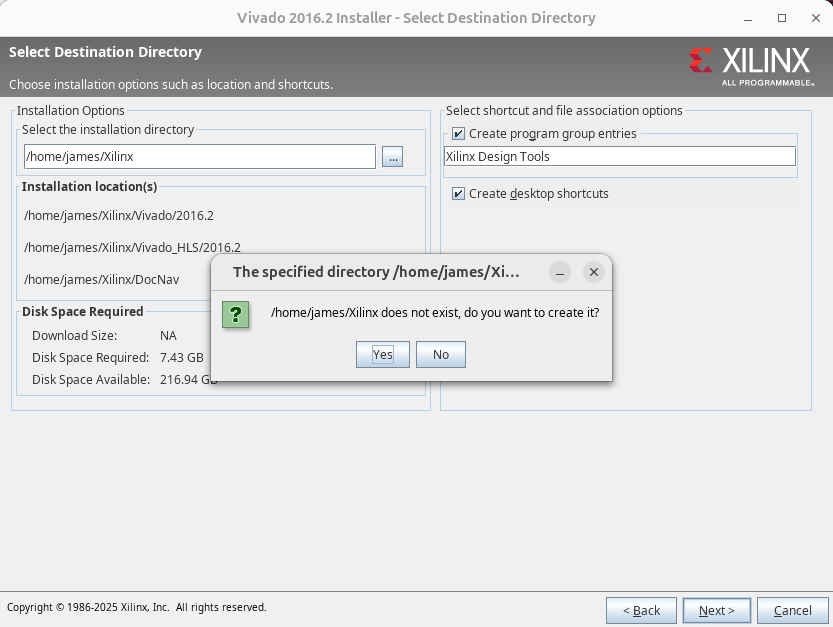 Vivado 2016.2 Installer - Select Destination Directory
Select Destination Directory
Choose installation options such as location and shortcuts.
XILINX
ALL PROGRAMMABLE™
Installation Options
Select the installation directory
/home/james/Xilinx
...
Installation location(s)
/home/james/Xilinx/Vivado/2016.2
/home/james/Xilinx/Vivado_HLS/2016.2
/home/james/Xilinx/DocNav
Disk Space Required
Download Size: NA
Disk Space Required: 7.43 GB
Disk Space Available: 216.94 GB
Select shortcut and file association options
Create program group entries
Xilinx Design Tools
Create desktop shortcuts
The specified directory /home/james/Xi...
?
/home/james/Xilinx does not exist, do you want to create it?
Yes No
Copyright © 1986-2025 Xilinx, Inc. All rights reserved.
< Back Next > Cancel